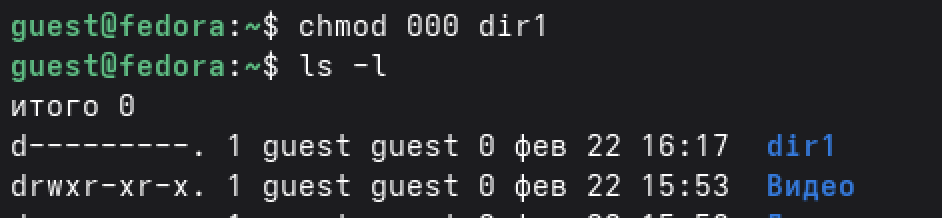 guest@fedora:~$ chmod 000 dir1
guest@fedora:~$ ls -l
итого 0
d---------. 1 guest guest 0 фев 22 16:17 dir1
drwxr-xr-x. 1 guest guest 0 фев 22 15:53 Видео